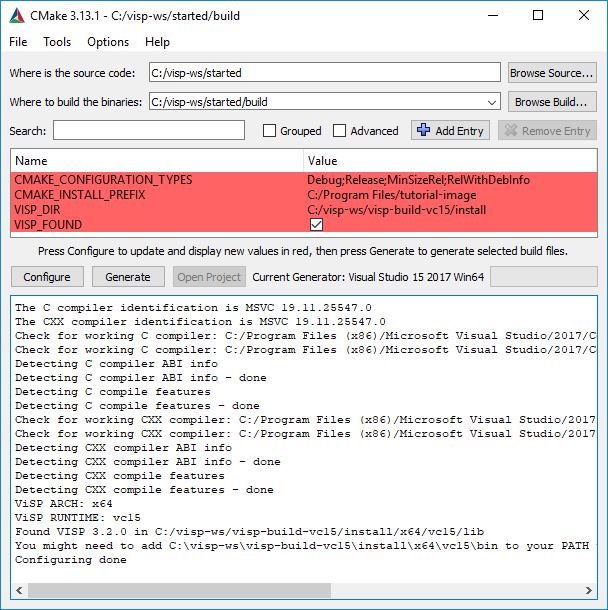 CMake 3.13.1 - C:/visp-ws/started/build
File Tools Options Help
Where is the source code: C:/visp-ws/started Browse Source...
Where to build the binaries: C:/visp-ws/started/build Browse Build...
Search: Grouped Advanced Add Entry Remove Entry
Name Value
CMAKE_CONFIGURATION_TYPES Debug;Release;MinSizeRel;RelWithDebInfo
CMAKE_INSTALL_PREFIX C:/Program Files/tutorial-image
VISP_DIR C:/visp-ws/visp-build-vc15/install
VISP_FOUND
Press Configure to update and display new values in red, then press Generate to generate selected build files.
Configure Generate Open Project Current Generator: Visual Studio 15 2017 Win64
The C compiler identification is MSVC 19.11.25547.0
The CXX compiler identification is MSVC 19.11.25547.0
Check for working C compiler: C:/Program Files (x86)/Microsoft Visual Studio/2017/C
Check for working C compiler: C:/Program Files (x86)/Microsoft Visual Studio/2017/C
Detecting C compiler ABI info
Detecting C compiler ABI info - done
Detecting C compile features
Detecting C compile features - done
Check for working CXX compiler: C:/Program Files (x86)/Microsoft Visual Studio/2017
Check for working CXX compiler: C:/Program Files (x86)/Microsoft Visual Studio/2017
Detecting CXX compiler ABI info
Detecting CXX compiler ABI info - done
Detecting CXX compile features
Detecting CXX compile features - done
ViSP ARCH: x64
ViSP RUNTIME: vc15
Found VISP 3.2.0 in C:/visp-ws/visp-build-vc15/install/x64/vc15/lib
You might need to add C:\visp-ws\visp-build-vc15\install\x64\vc15\bin to your PATH
Configuring done